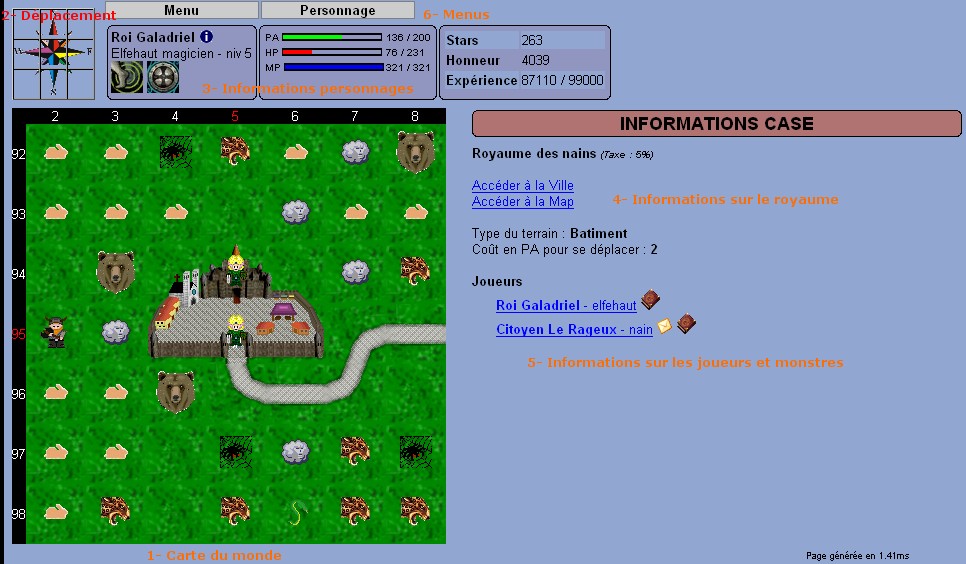 2- Deplacement
Menu
Personnage
6- Menus
N
W
E
S
Roi Galadriel i
Elfehaut magicien - niv 5
PA 136 / 200
HP 76 / 231
MP 321 / 321
3- Informations personnages
Stars 263
Honneur 4039
Expérience 87110 / 99000
2 3 4 5 6 7 8
92
93
94
95
96
97
98
1- Carte du monde
INFORMATIONS CASE
Royaume des nains (Taxe : 5%)
Accéder à la Ville
Accéder à la Map
4- Informations sur le royaume
Type du terrain : Batiment
Coût en PA pour se déplacer : 2
Joueurs
Roi Galadriel - elfehaut
Citoyen Le Rageux - nain
5- Informations sur les joueurs et monstres
Page générée en 1.41ms